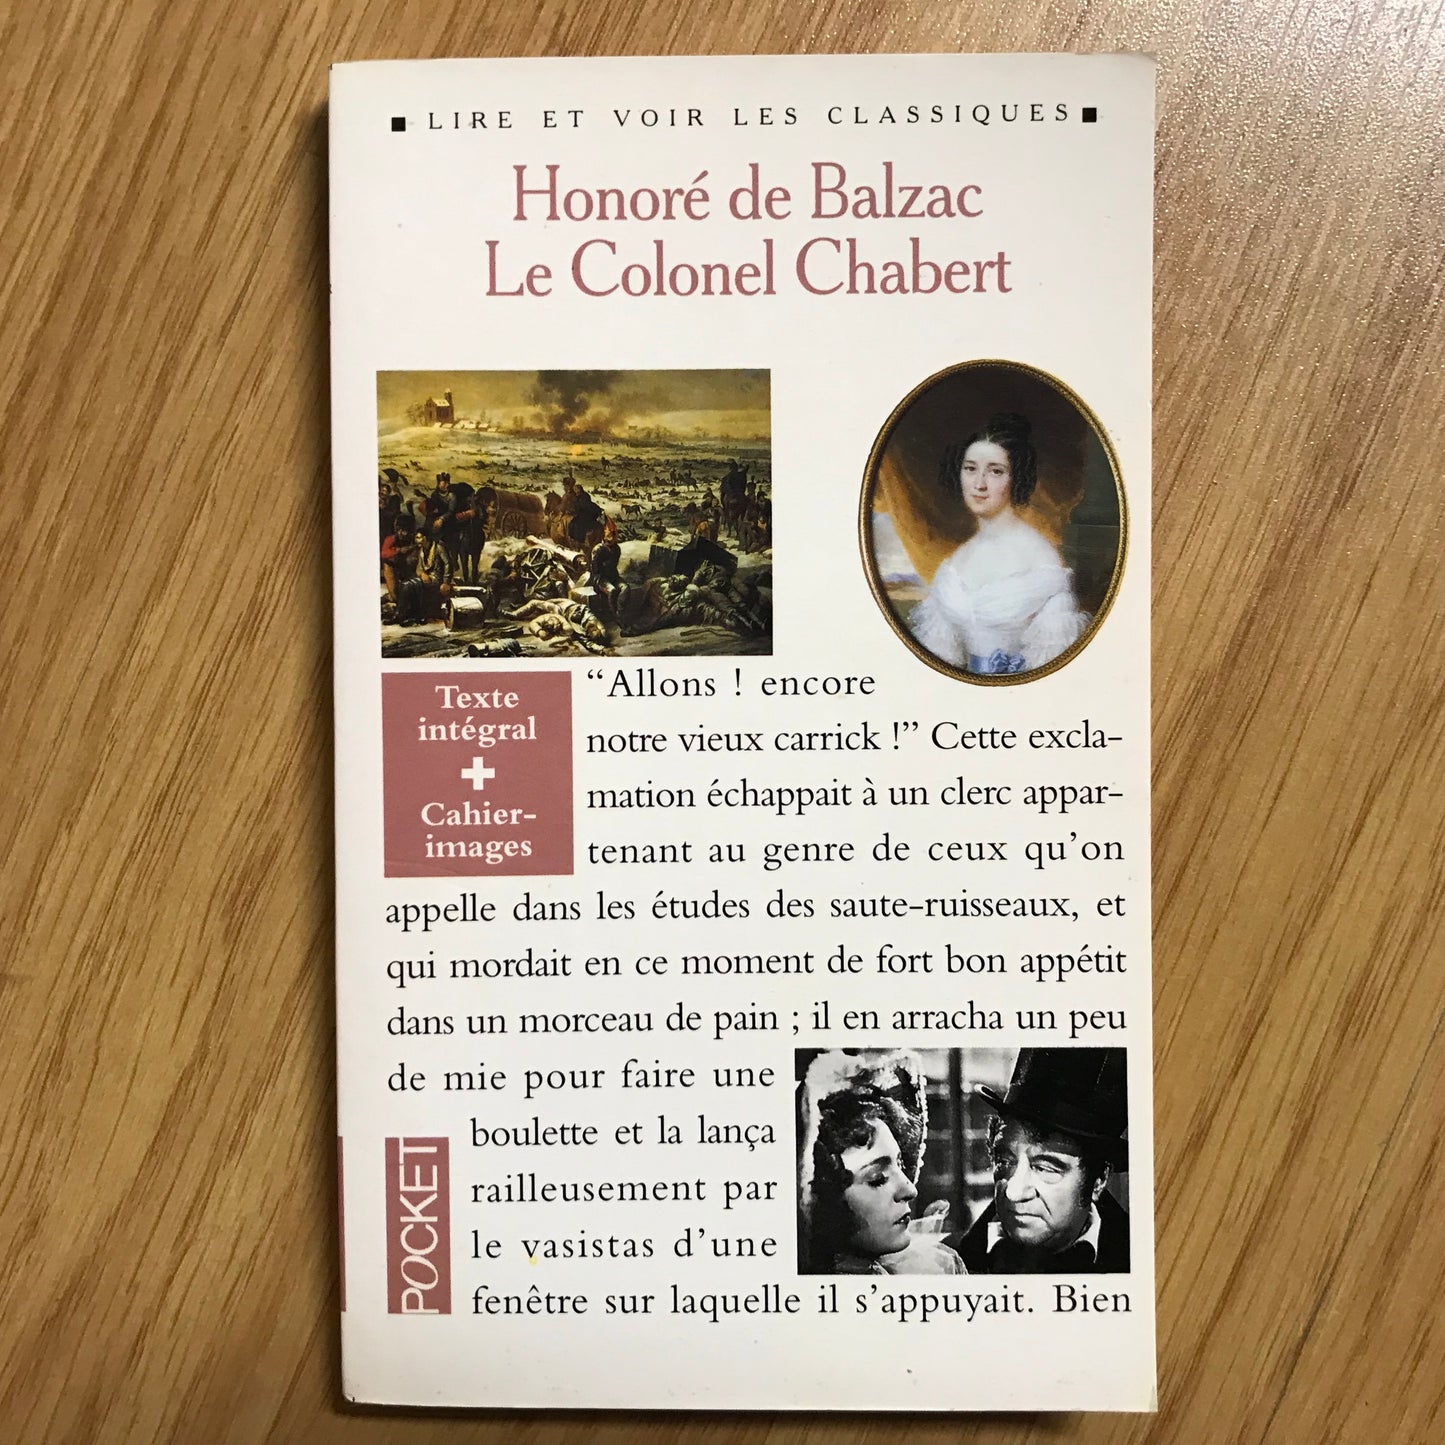 LIRE ET VOIR LES CLASSIQUES
Honoré de Balzac
Le Colonel Chabert
Texte
intégral
+
Cahier-
images
“Allons ! encore
notre vieux carrick !” Cette excla-
mation échappait à un clerc appar-
tenant au genre de ceux qu’on
appelle dans les études des saute-ruisseaux, et
qui mordait en ce moment de fort bon appétit
dans un morceau de pain ; il en arracha un peu
de mie pour faire une
boulette et la lança
railleusement par
le vasistas d’une
fenêtre sur laquelle il s’appuyait. Bien
POCKET